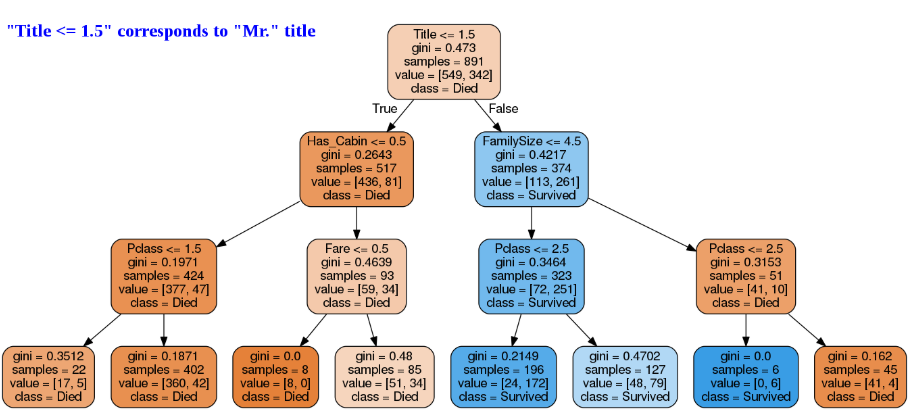 "Title <= 1.5" corresponds to "Mr." title
Title <= 1.5
gini = 0.473
samples = 891
value = [549, 342]
class = Died
True
False
Has_Cabin <= 0.5
gini = 0.2643
samples = 517
value = [436, 81]
class = Died
FamilySize <= 4.5
gini = 0.4217
samples = 374
value = [113, 261]
class = Survived
Pclass <= 1.5
gini = 0.1971
samples = 424
value = [377, 47]
class = Died
Fare <= 0.5
gini = 0.4639
samples = 93
value = [59, 34]
class = Died
Pclass <= 2.5
gini = 0.3464
samples = 323
value = [72, 251]
class = Survived
Pclass <= 2.5
gini = 0.3153
samples = 51
value = [41, 10]
class = Died
gini = 0.3512
samples = 22
value = [17, 5]
class = Died
gini = 0.1871
samples = 402
value = [360, 42]
class = Died
gini = 0.0
samples = 8
value = [8, 0]
class = Died
gini = 0.48
samples = 85
value = [51, 34]
class = Died
gini = 0.2149
samples = 196
value = [24, 172]
class = Survived
gini = 0.4702
samples = 127
value = [48, 79]
class = Survived
gini = 0.0
samples = 6
value = [0, 6]
class = Survived
gini = 0.162
samples = 45
value = [41, 4]
class = Died